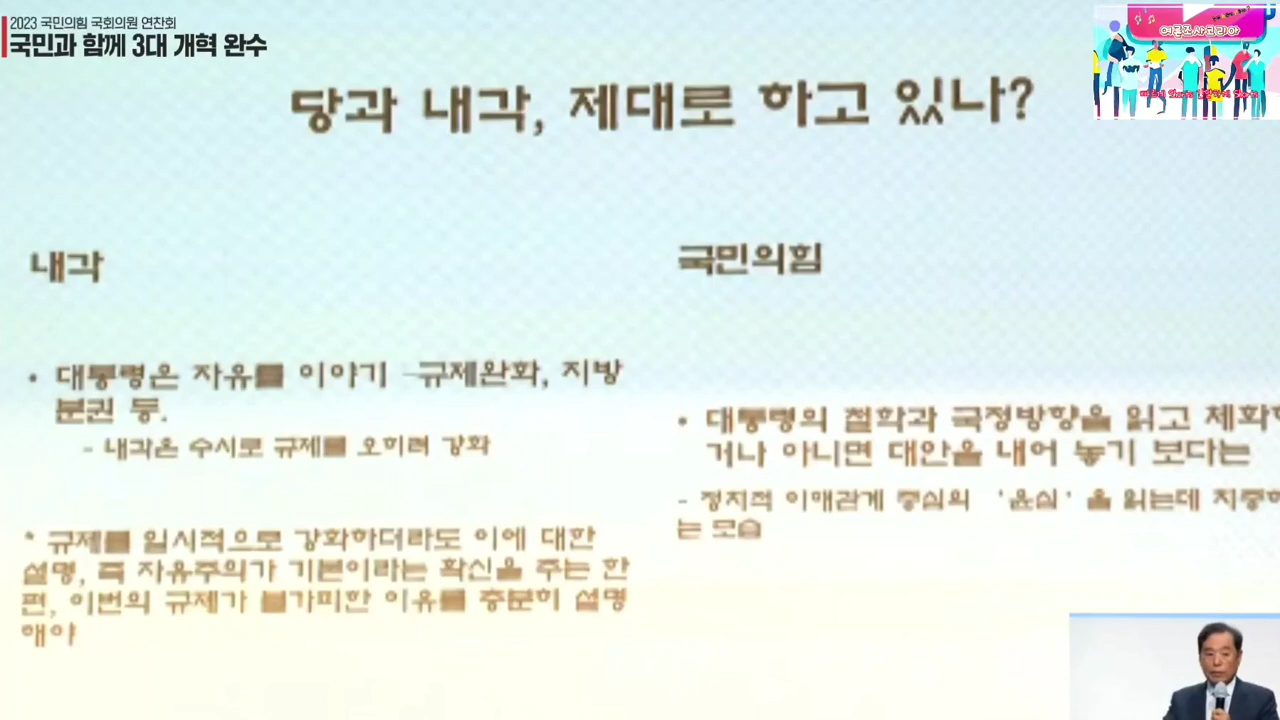 2023 국민의힘 국회의원 연찬회
국민과 함께 3대 개혁 완수
여론조사코리아
당과 내각, 제대로 하고 있나?
내각
• 대통령은 자유를 이야기 -규제완화, 지방
분권 등.
- 내각은 수시로 규제를 오히려 강화
* 규제를 일시적으로 강화하더라도 이에 대한
설명, 즉 자유주의가 기본이라는 확신을 주는 한
편, 이번의 규제가 불가피한 이유를 충분히 설명
해야
국민의힘
• 대통령의 철학과 국정방향을 읽고 제화
거나 아니면 대안을 내어 놓기 보다는
- 정치적 이해관계 중심의 '윤심' 을 읽는데 치중하
는 모습